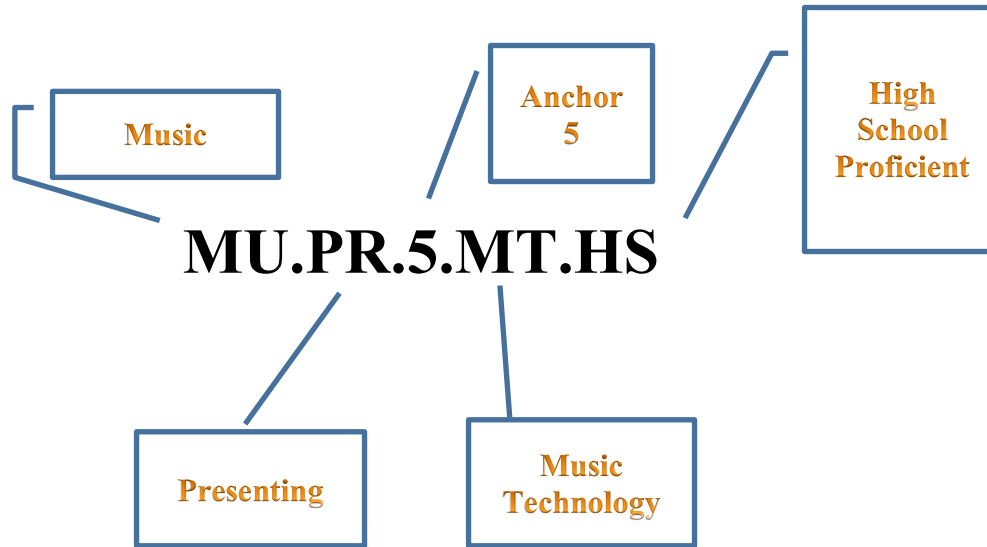 Music
Anchor
5
High
School
Proficient
MU.PR.5.MT.HS
Presenting
Music
Technology